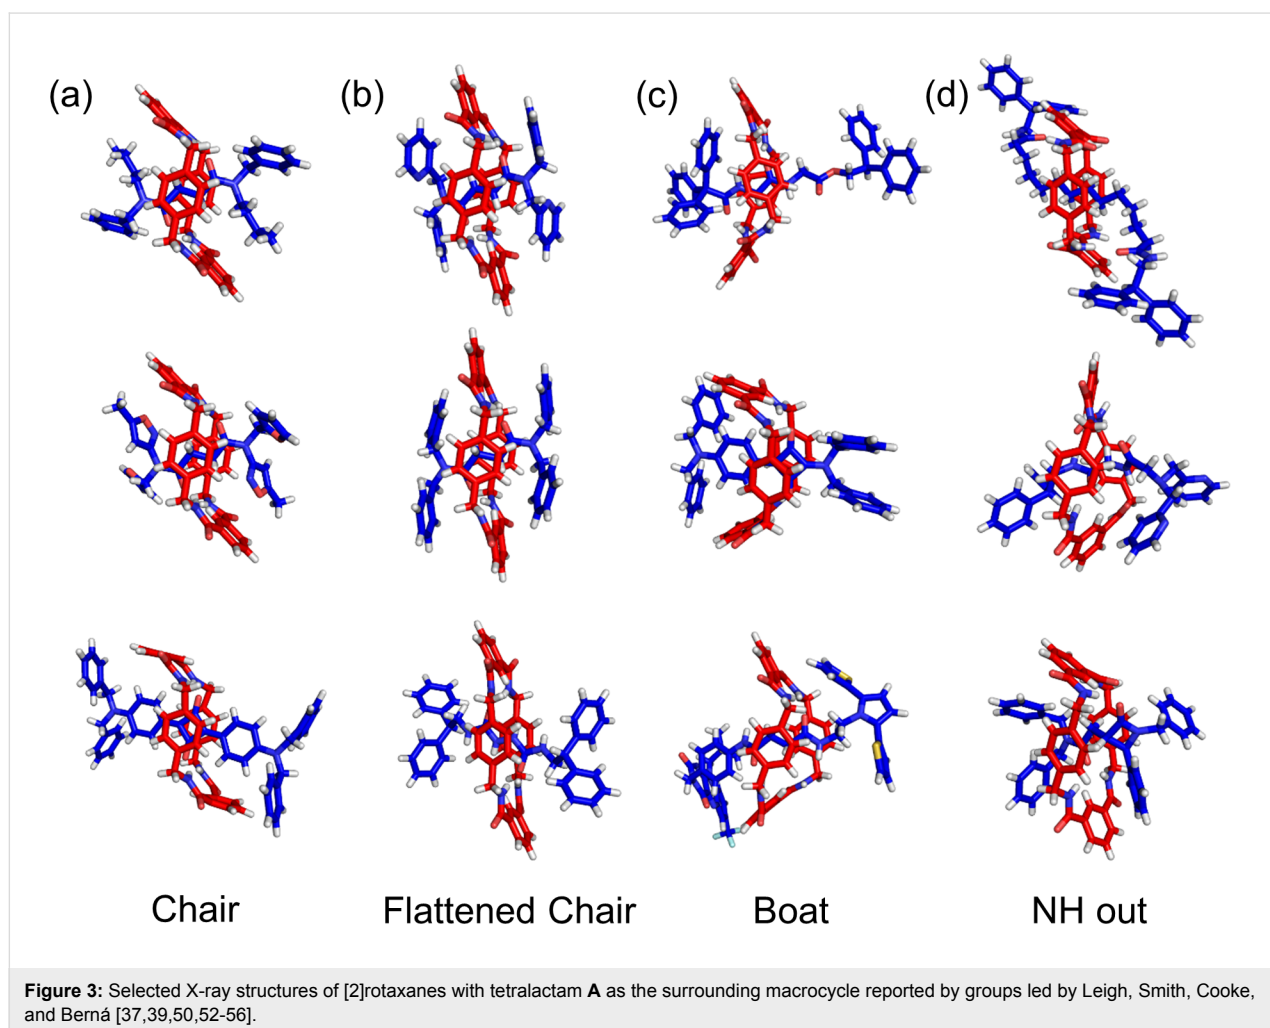 (a) (b) (c) (d)
Chair Flattened Chair Boat NH out
Figure 3: Selected X-ray structures of [2]rotaxanes with tetralactam A as the surrounding macrocycle reported by groups led by Leigh, Smith, Cooke,
and Berná [37,39,50,52-56].